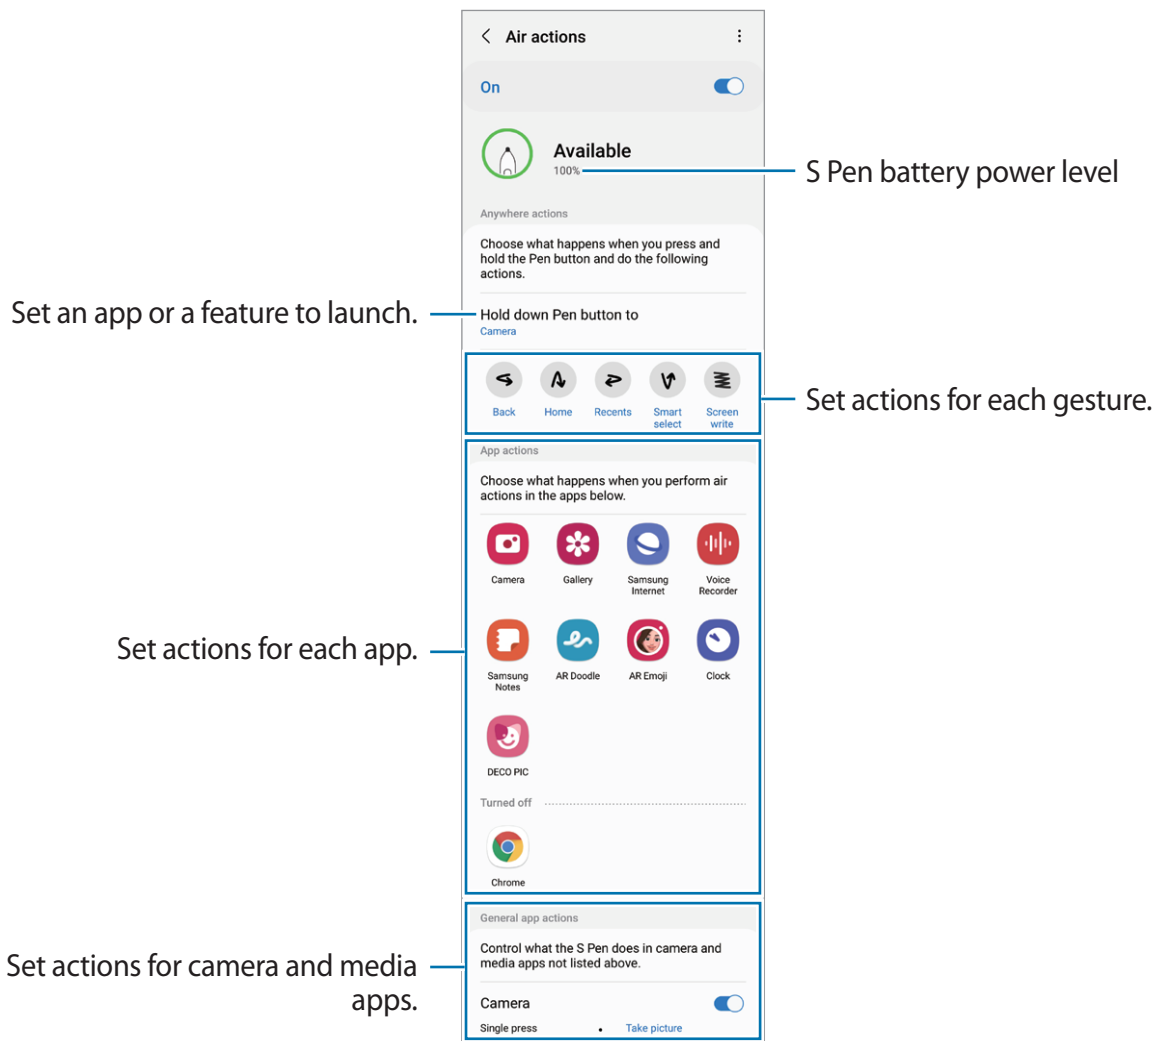 Air actions
On
Available
100%
S Pen battery power level
Anywhere actions
Choose what happens when you press and
hold the Pen button and do the following
actions.
Set an app or a feature to launch.
Hold down Pen button to
Camera
Back Home Recents Smart select Screen write
Set actions for each gesture.
App actions
Choose what happens when you perform air
actions in the apps below.
Camera Gallery Samsung Internet Voice Recorder
Set actions for each app.
Samsung Notes AR Doodle AR Emoji Clock
DECO PIC
Turned off
Chrome
General app actions
Control what the S Pen does in camera and
media apps not listed above.
Set actions for camera and media
apps.
Camera
Single press • Take picture